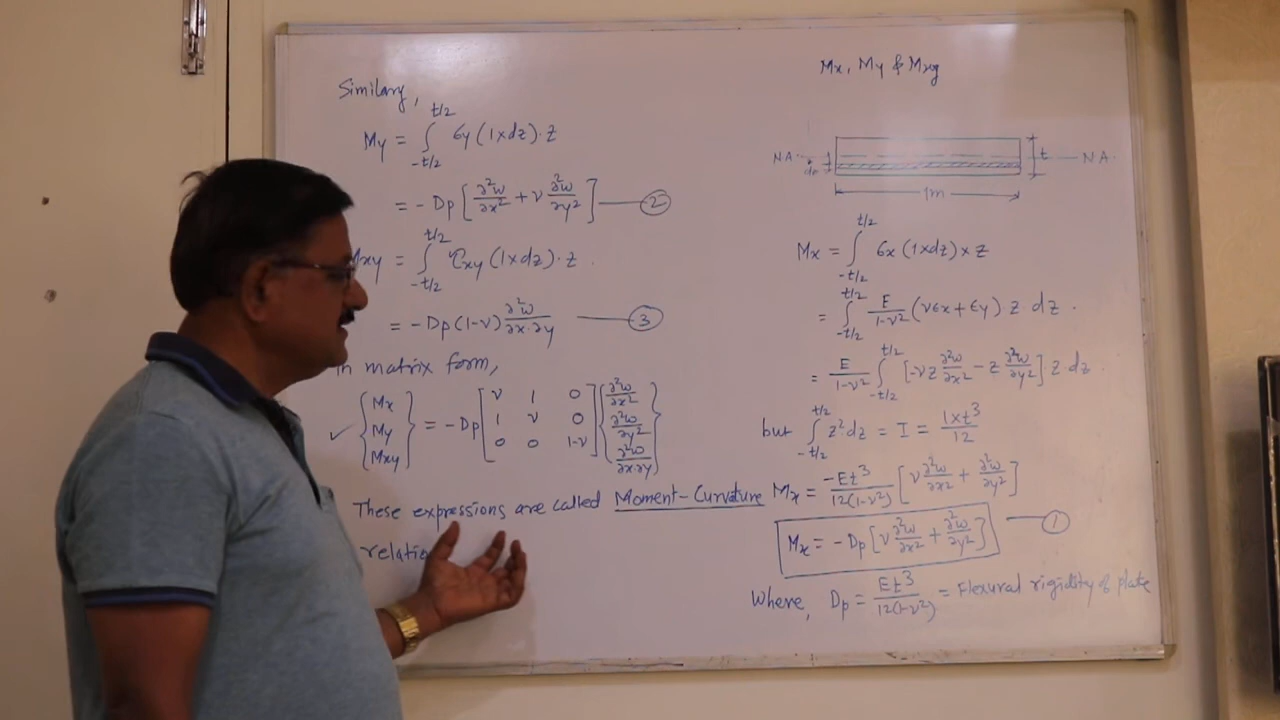 Similary,
My = ∫_{-t/2}^{t/2} σy (1×dz)·z
= - Dp [∂²w/∂x² + ν ∂²w/∂y²] — ②
Mxy = ∫_{-t/2}^{t/2} τxy (1×dz)·z.
= - Dp (1-ν) ∂²w/∂x·∂y — ③
In matrix form,
{Mx My Mxy} = - Dp [ν 1 0 1 ν 0 0 0 1-ν] {∂²w/∂x² ∂²w/∂y² ∂²w/∂x·∂y}
These expressions are called Moment-Curvature
relatio
Mx, My & Mxy
NA t NA
dz
1m
Mx = ∫_{-t/2}^{t/2} σx (1×dz) × z
= ∫_{-t/2}^{t/2} E/(1-ν²) (νϵx + ϵy) z·dz.
= E/(1-ν²) ∫_{-t/2}^{t/2} [-νz ∂²w/∂x² - z ∂²w/∂y²]·z dz.
but ∫_{-t/2}^{t/2} z² dz = I = 1×t³/12
Mx = -Et³/12(1-ν²) [ν ∂²w/∂x² + ∂²w/∂y²]
Mx = - Dp [ν ∂²w/∂x² + ∂²w/∂y²] — ①
Where, Dp = Et³/12(1-ν²) = Flexural rigidity of plate